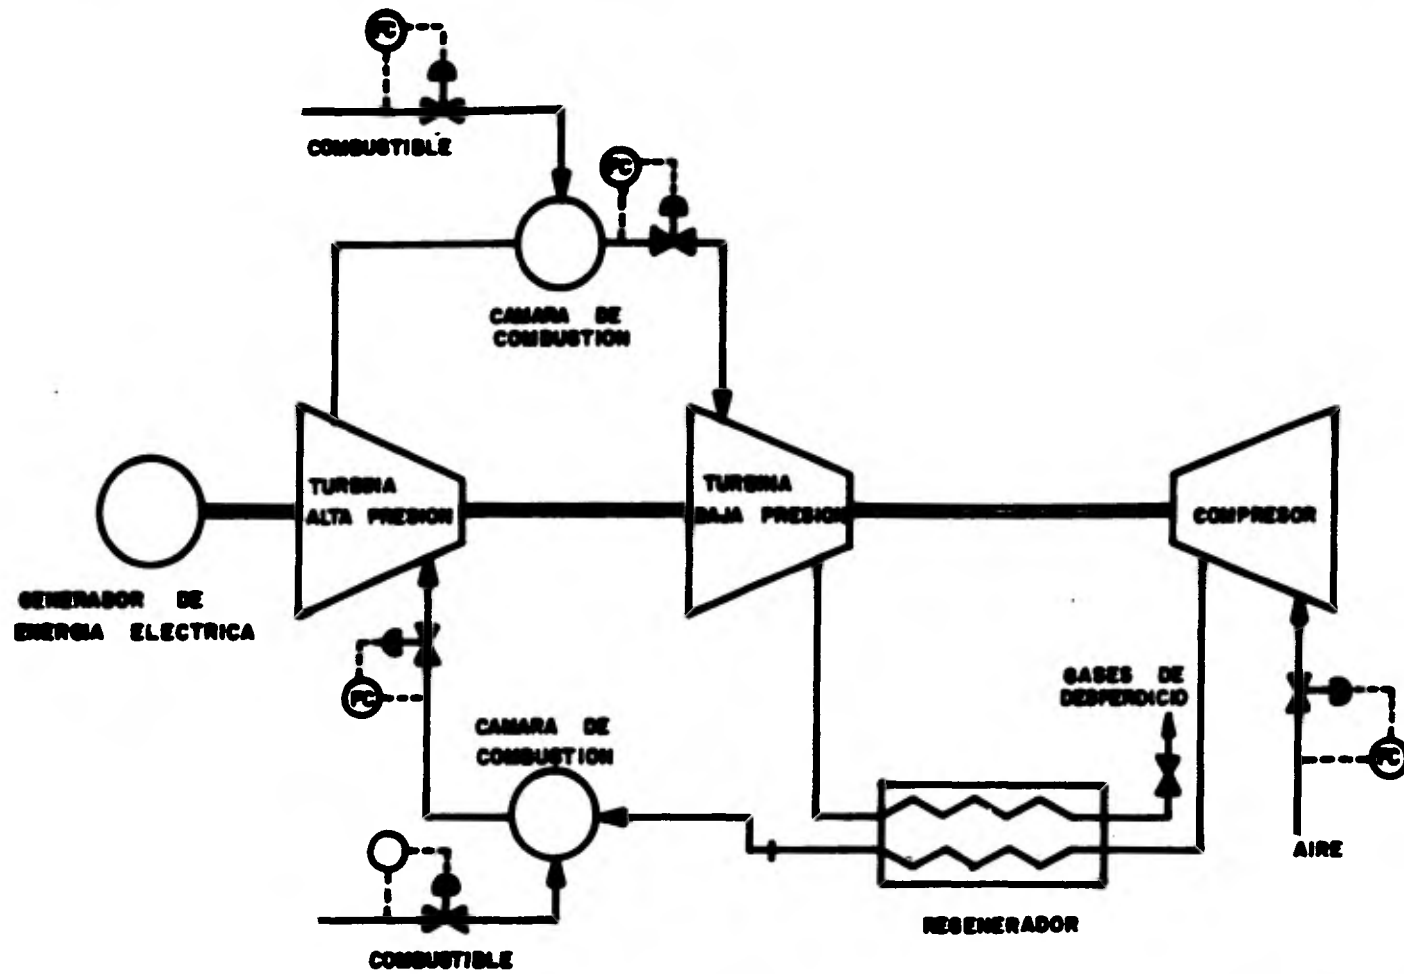 COMBUSTIBLE
CAMARA DE
COMBUSTION
TURBINA
ALTA PRESION
TURBINA
BAJA PRESION
COMPRESOR
GENERADOR DE
ENERGIA ELECTRICA
GASES DE
DESPERDICIO
CAMARA DE
COMBUSTION
AIRE
REGENERADOR
COMBUSTIBLE